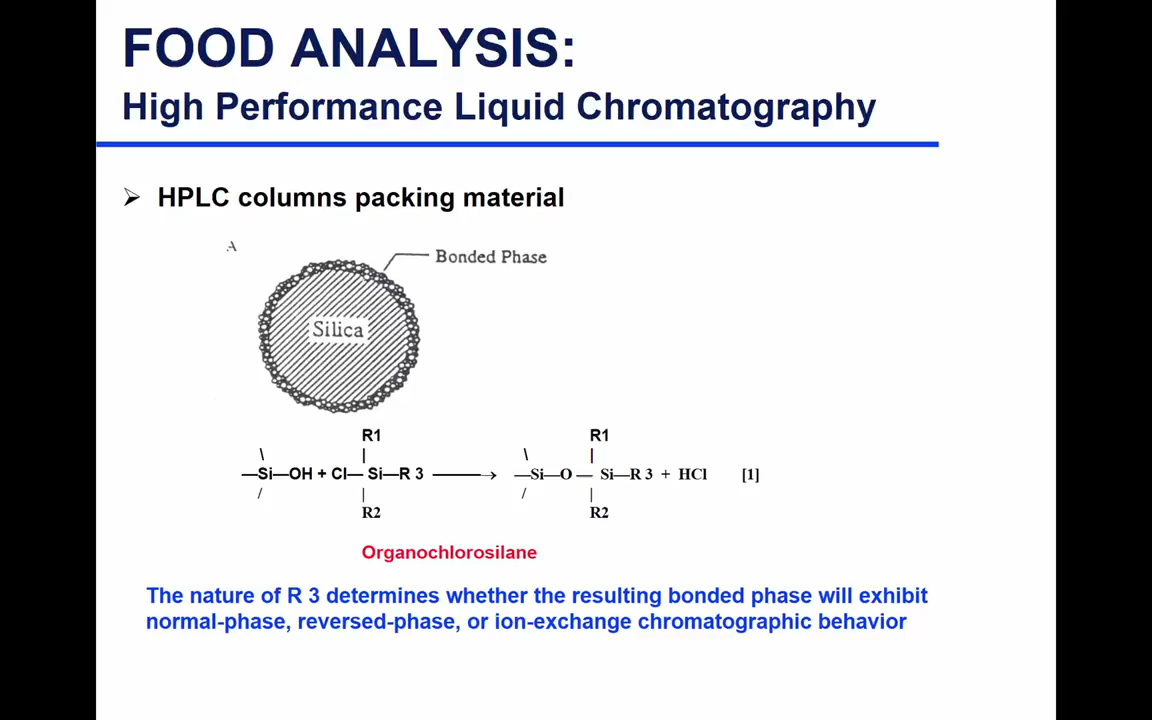 FOOD ANALYSIS:
High Performance Liquid Chromatography
➢ HPLC columns packing material
A
Bonded Phase
Silica
R1 R1
\ | \ |
—Si—OH + Cl— Si—R 3 ———→ —Si—O — Si—R 3 + HCl [1]
/ | / |
R2 R2
Organochlorosilane
The nature of R 3 determines whether the resulting bonded phase will exhibit
normal-phase, reversed-phase, or ion-exchange chromatographic behavior